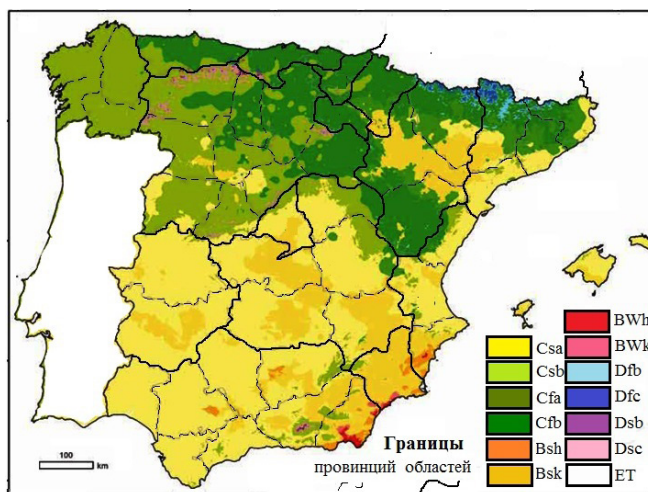 Csa
Csb
Cfa
Cfb
Bsh
Bsk
BWh
BWk
Dfb
Dfc
Dsb
Dsc
ET
Границы
провинций областей
100
km